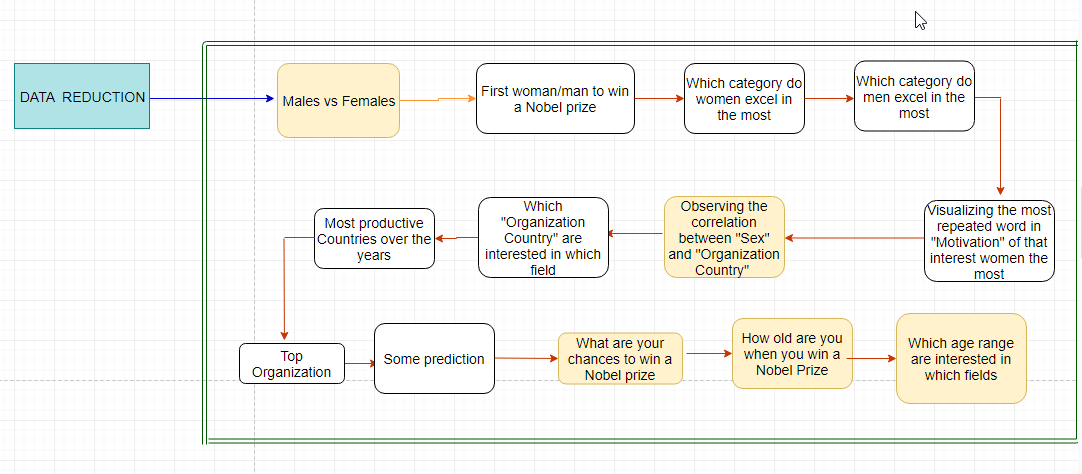 DATA  REDUCTION
Males vs Females
First woman/man to win
a Nobel prize
Which category do
women excel in
the most
Which category do
men excel in the
most
Visualizing the most
repeated word in
"Motivation" of that
interest women the
most
Observing the
correlation
between "Sex"
and "Organization
Country"
Which
"Organization
Country" are
interested in which
field
Most productive
Countries over the
years
Top
Organization
Some prediction
What are your
chances to win a
Nobel prize
How old are you
when you win a
Nobel Prize
Which age range
are interested in
which fields